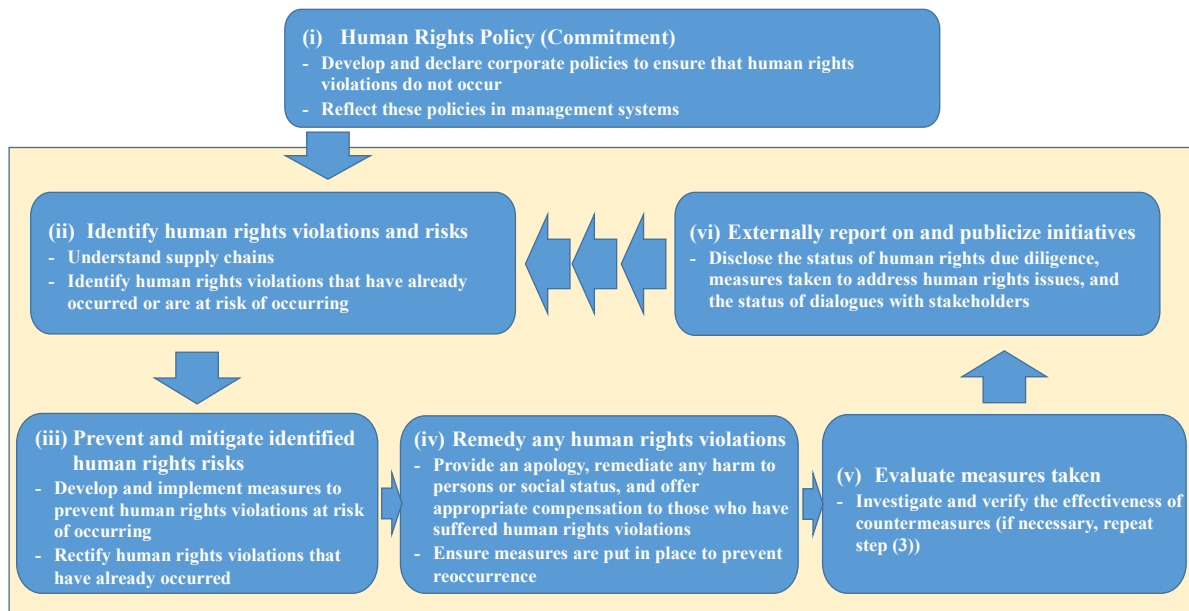 (i) Human Rights Policy (Commitment)
- Develop and declare corporate policies to ensure that human rights
violations do not occur
- Reflect these policies in management systems
(ii) Identify human rights violations and risks
- Understand supply chains
- Identify human rights violations that have already
occurred or are at risk of occurring
(vi) Externally report on and publicize initiatives
- Disclose the status of human rights due diligence,
measures taken to address human rights issues, and
the status of dialogues with stakeholders
(iii) Prevent and mitigate identified
human rights risks
- Develop and implement measures to
prevent human rights violations at risk
of occurring
- Rectify human rights violations that
have already occurred
(iv) Remedy any human rights violations
- Provide an apology, remediate any harm to
persons or social status, and offer
appropriate compensation to those who have
suffered human rights violations
- Ensure measures are put in place to prevent
reoccurrence
(v) Evaluate measures taken
- Investigate and verify the effectiveness of
countermeasures (if necessary, repeat
step (3))